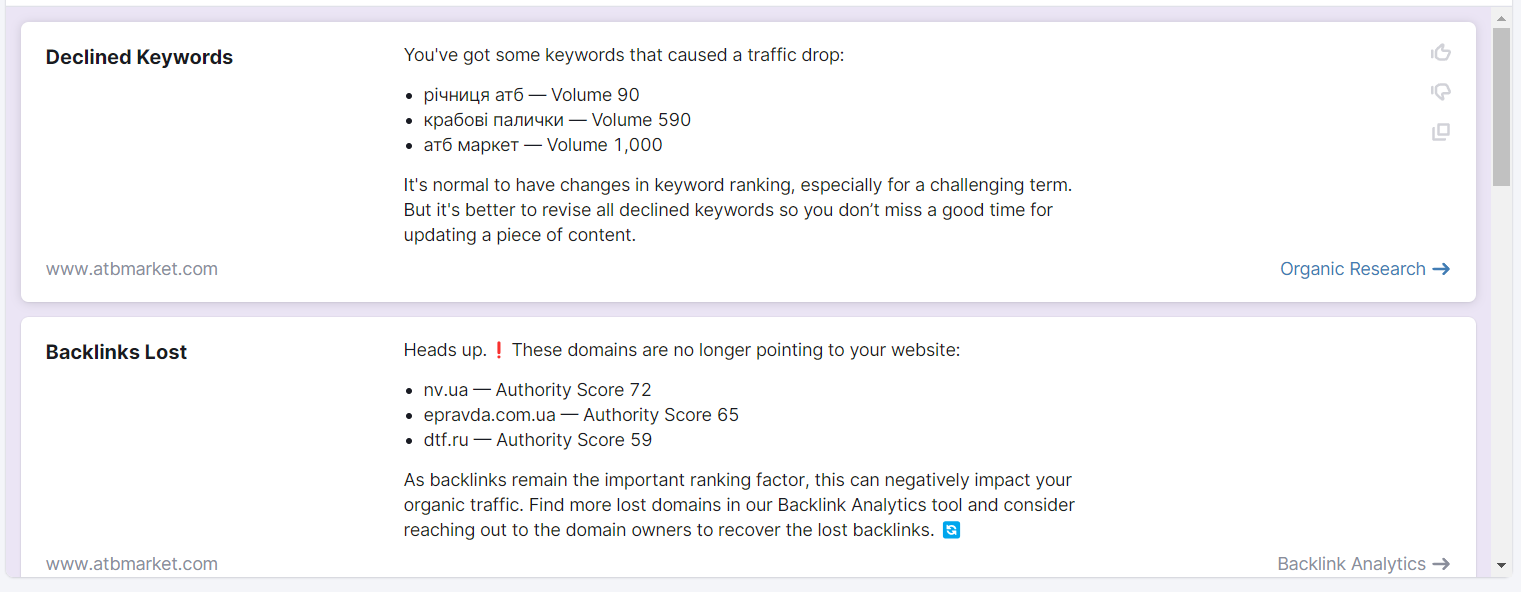 Declined Keywords
You've got some keywords that caused a traffic drop:
• річниця атб — Volume 90
• крабові палички — Volume 590
• атб маркет — Volume 1,000
It's normal to have changes in keyword ranking, especially for a challenging term.
But it's better to revise all declined keywords so you don’t miss a good time for
updating a piece of content.
www.atbmarket.com
Organic Research →
Backlinks Lost
Heads up. ❗ These domains are no longer pointing to your website:
• nv.ua — Authority Score 72
• epravda.com.ua — Authority Score 65
• dtf.ru — Authority Score 59
As backlinks remain the important ranking factor, this can negatively impact your
organic traffic. Find more lost domains in our Backlink Analytics tool and consider
reaching out to the domain owners to recover the lost backlinks. 🔄
www.atbmarket.com
Backlink Analytics →